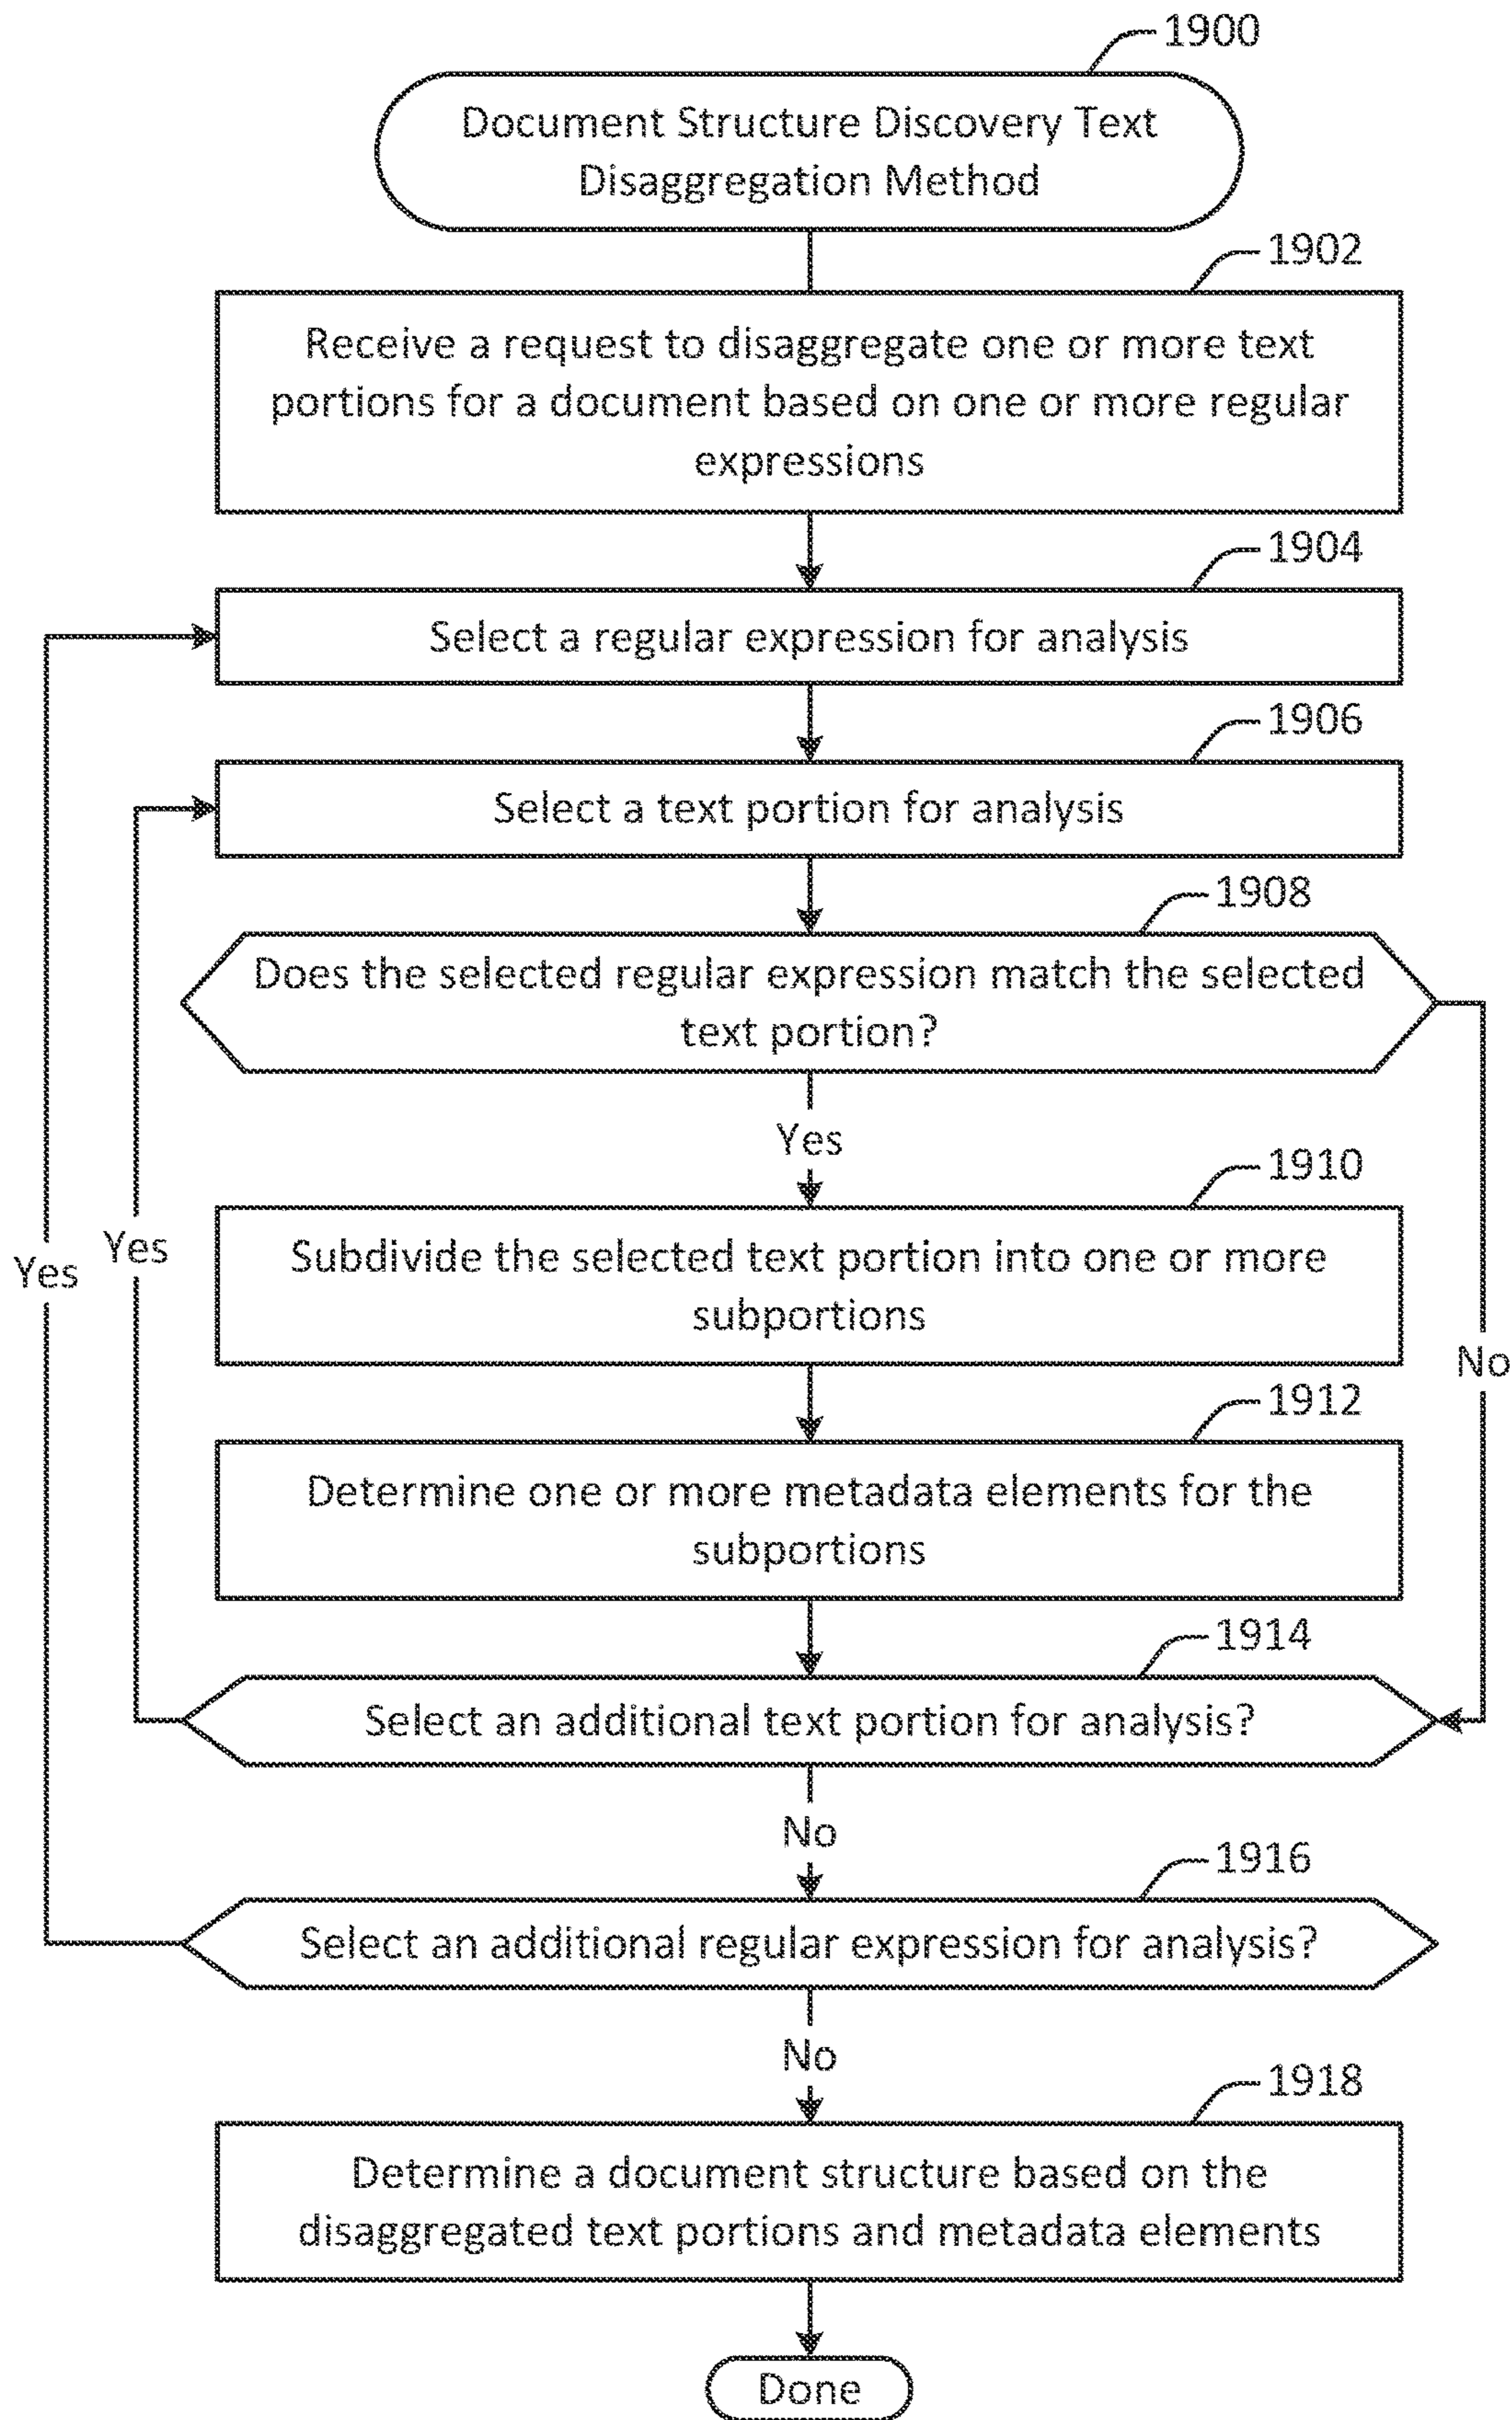 1900
Document Structure Discovery Text
Disaggregation Method
1902
Receive a request to disaggregate one or more text
portions for a document based on one or more regular
expressions
1904
Select a regular expression for analysis
1906
Select a text portion for analysis
1908
Does the selected regular expression match the selected
text portion?
Yes
1910
Subdivide the selected text portion into one or more
subportions
Yes
Yes
No
1912
Determine one or more metadata elements for the
subportions
1914
Select an additional text portion for analysis?
No
1916
Select an additional regular expression for analysis?
No
1918
Determine a document structure based on the
disaggregated text portions and metadata elements
Done